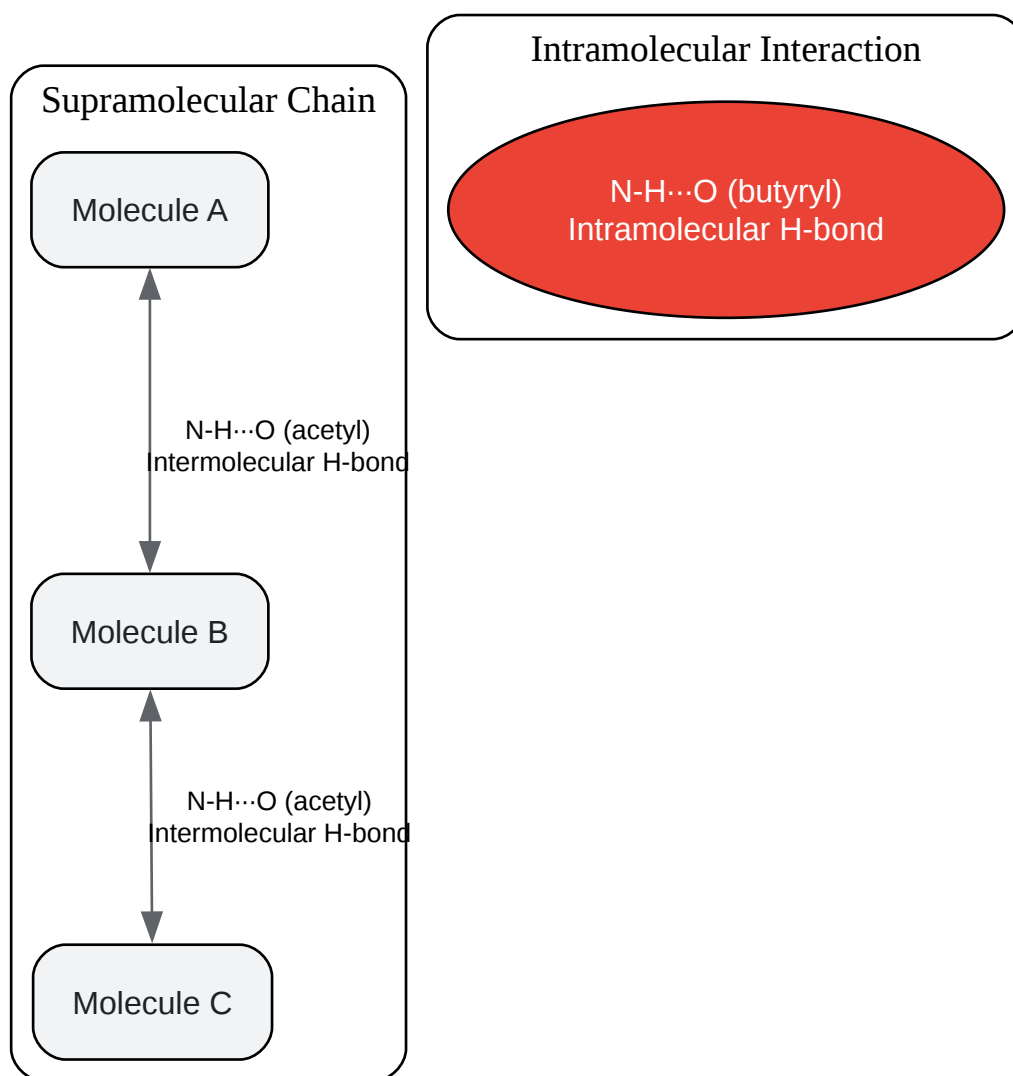 Supramolecular Chain
Molecule A
N-H···O (acetyl)
Intermolecular H-bond
Molecule B
N-H···O (acetyl)
Intermolecular H-bond
Molecule C
Intramolecular Interaction
N-H···O (butyryl)
Intramolecular H-bond